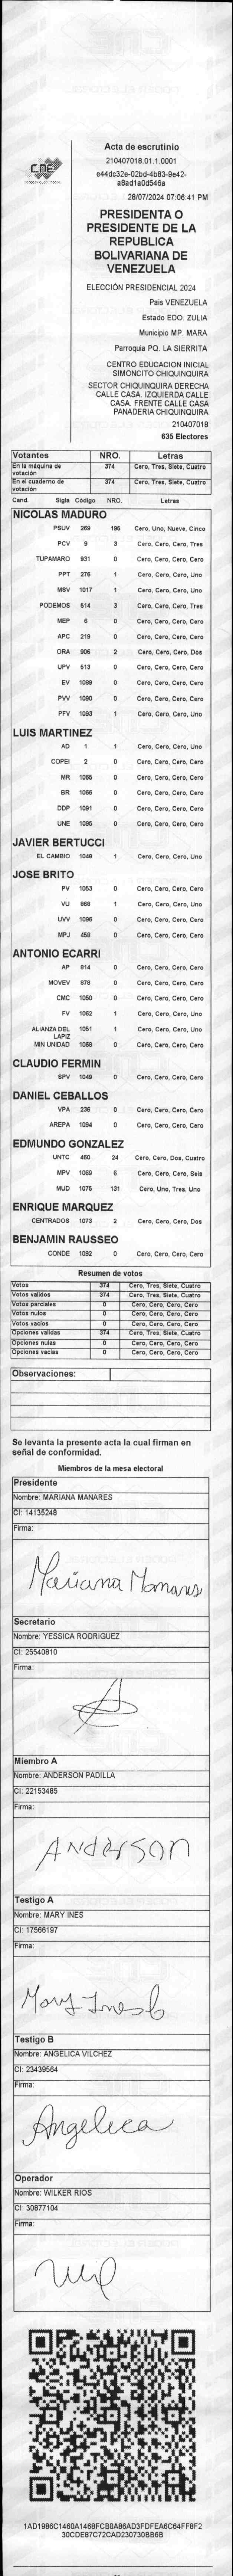 CNE
Acta de escrutinio
210407018.01.1.0001
e44dc32e-02bd-4b83-9e42-
a8ad1a0d546a
28/07/2024 07:06:41 PM
PRESIDENTA O
PRESIDENTE DE LA
REPUBLICA
BOLIVARIANA DE
VENEZUELA
ELECCIÓN PRESIDENCIAL 2024
Pais VENEZUELA
Estado EDO. ZULIA
Municipio MP. MARA
Parroquia PQ. LA SIERRITA
CENTRO EDUCACION INICIAL
SIMONCITO CHIQUINQUIRA
SECTOR CHIQUINQUIRA DERECHA
CALLE CASA. IZQUIERDA CALLE
CASA. FRENTE CALLE CASA
PANADERIA CHIQUINQUIRA
210407018
635 Electores
Votantes NRO. Letras
En la máquina de votación 374 Cero, Tres, Siete, Cuatro
En el cuaderno de votación 374 Cero, Tres, Siete, Cuatro
Cand. Sigla Código NRO. Letras
NICOLAS MADURO
PSUV 269 195 Cero, Uno, Nueve, Cinco
PCV 9 3 Cero, Cero, Cero, Tres
TUPAMARO 931 0 Cero, Cero, Cero, Cero
PPT 276 1 Cero, Cero, Cero, Uno
MSV 1017 1 Cero, Cero, Cero, Uno
PODEMOS 514 3 Cero, Cero, Cero, Tres
MEP 6 0 Cero, Cero, Cero, Cero
APC 219 0 Cero, Cero, Cero, Cero
ORA 906 2 Cero, Cero, Cero, Dos
UPV 513 0 Cero, Cero, Cero, Cero
EV 1089 0 Cero, Cero, Cero, Cero
PVV 1090 0 Cero, Cero, Cero, Cero
PFV 1093 1 Cero, Cero, Cero, Uno
LUIS MARTINEZ
AD 1 1 Cero, Cero, Cero, Uno
COPEI 2 0 Cero, Cero, Cero, Cero
MR 1065 0 Cero, Cero, Cero, Cero
BR 1066 0 Cero, Cero, Cero, Cero
DDP 1091 0 Cero, Cero, Cero, Cero
UNE 1095 0 Cero, Cero, Cero, Cero
JAVIER BERTUCCI
EL CAMBIO 1048 1 Cero, Cero, Cero, Uno
JOSE BRITO
PV 1053 0 Cero, Cero, Cero, Cero
VU 868 1 Cero, Cero, Cero, Uno
UVV 1096 0 Cero, Cero, Cero, Cero
MPJ 458 0 Cero, Cero, Cero, Cero
ANTONIO ECARRI
AP 814 0 Cero, Cero, Cero, Cero
MOVEV 878 0 Cero, Cero, Cero, Cero
CMC 1050 0 Cero, Cero, Cero, Cero
FV 1062 1 Cero, Cero, Cero, Uno
ALIANZA DEL LAPIZ 1051 1 Cero, Cero, Cero, Uno
MIN UNIDAD 1068 0 Cero, Cero, Cero, Cero
CLAUDIO FERMIN
SPV 1049 0 Cero, Cero, Cero, Cero
DANIEL CEBALLOS
VPA 236 0 Cero, Cero, Cero, Cero
AREPA 1094 0 Cero, Cero, Cero, Cero
EDMUNDO GONZALEZ
UNTC 460 24 Cero, Cero, Dos, Cuatro
MPV 1069 6 Cero, Cero, Cero, Seis
MUD 1075 131 Cero, Uno, Tres, Uno
ENRIQUE MARQUEZ
CENTRADOS 1073 2 Cero, Cero, Cero, Dos
BENJAMIN RAUSSEO
CONDE 1092 0 Cero, Cero, Cero, Cero
Resumen de votos
Votos 374 Cero, Tres, Siete, Cuatro
Votos válidos 374 Cero, Tres, Siete, Cuatro
Votos parciales 0 Cero, Cero, Cero, Cero
Votos nulos 0 Cero, Cero, Cero, Cero
Votos vacíos 0 Cero, Cero, Cero, Cero
Opciones validas 374 Cero, Tres, Siete, Cuatro
Opciones nulas 0 Cero, Cero, Cero, Cero
Opciones vacias 0 Cero, Cero, Cero, Cero
Observaciones:
Se levanta la presente acta la cual firman en
señal de conformidad.
Miembros de la mesa electoral
Presidente
Nombre: MARIANA MANARES
CI: 14135248
Firma:
Mariana Manares
Secretario
Nombre: YESSICA RODRIGUEZ
CI: 25540810
Firma:
Miembro A
Nombre: ANDERSON PADILLA
CI: 22153485
Firma:
ANderson
Testigo A
Nombre: MARY INES
CI: 17566197
Firma:
Mary Ines
Testigo B
Nombre: ANGELICA VILCHEZ
CI: 23439564
Firma:
Angelica
Operador
Nombre: WILKER RIOS
CI: 30877104
Firma:
1AD1986C1460A1468FCB0A86AD3FDFEA6C64FF8F2
30CDE87C72CAD230730BB6B